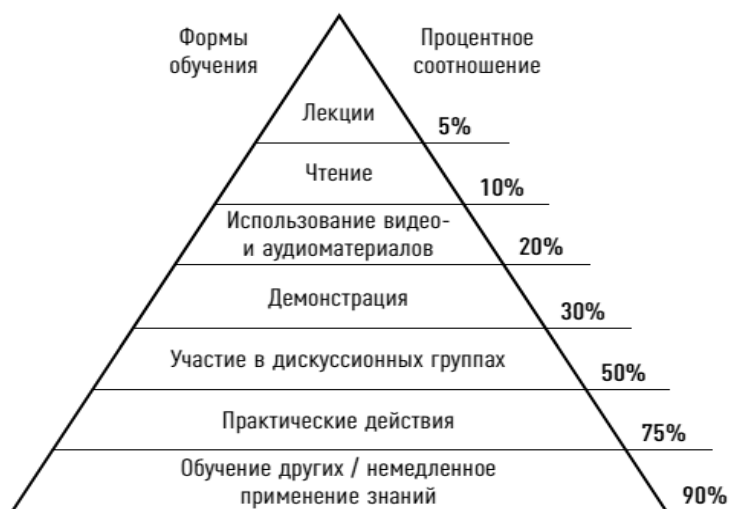 Формы
обучения
Процентное
соотношение
Лекции
5%
Чтение
10%
Использование видео-
и аудиоматериалов
20%
Демонстрация
30%
Участие в дискуссионных группах
50%
Практические действия
75%
Обучение других / немедленное
применение знаний
90%